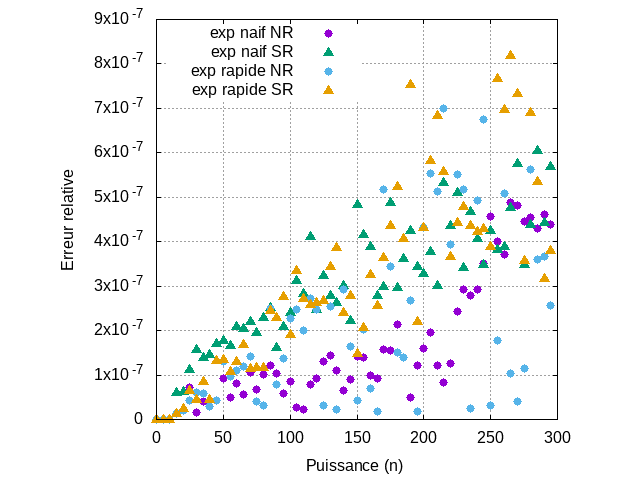 9x10⁻⁷
8x10⁻⁷
7x10⁻⁷
6x10⁻⁷
5x10⁻⁷
4x10⁻⁷
3x10⁻⁷
2x10⁻⁷
1x10⁻⁷
0
Erreur relative
exp naif NR
exp naif SR
exp rapide NR
exp rapide SR
0 50 100 150 200 250 300
Puissance (n)